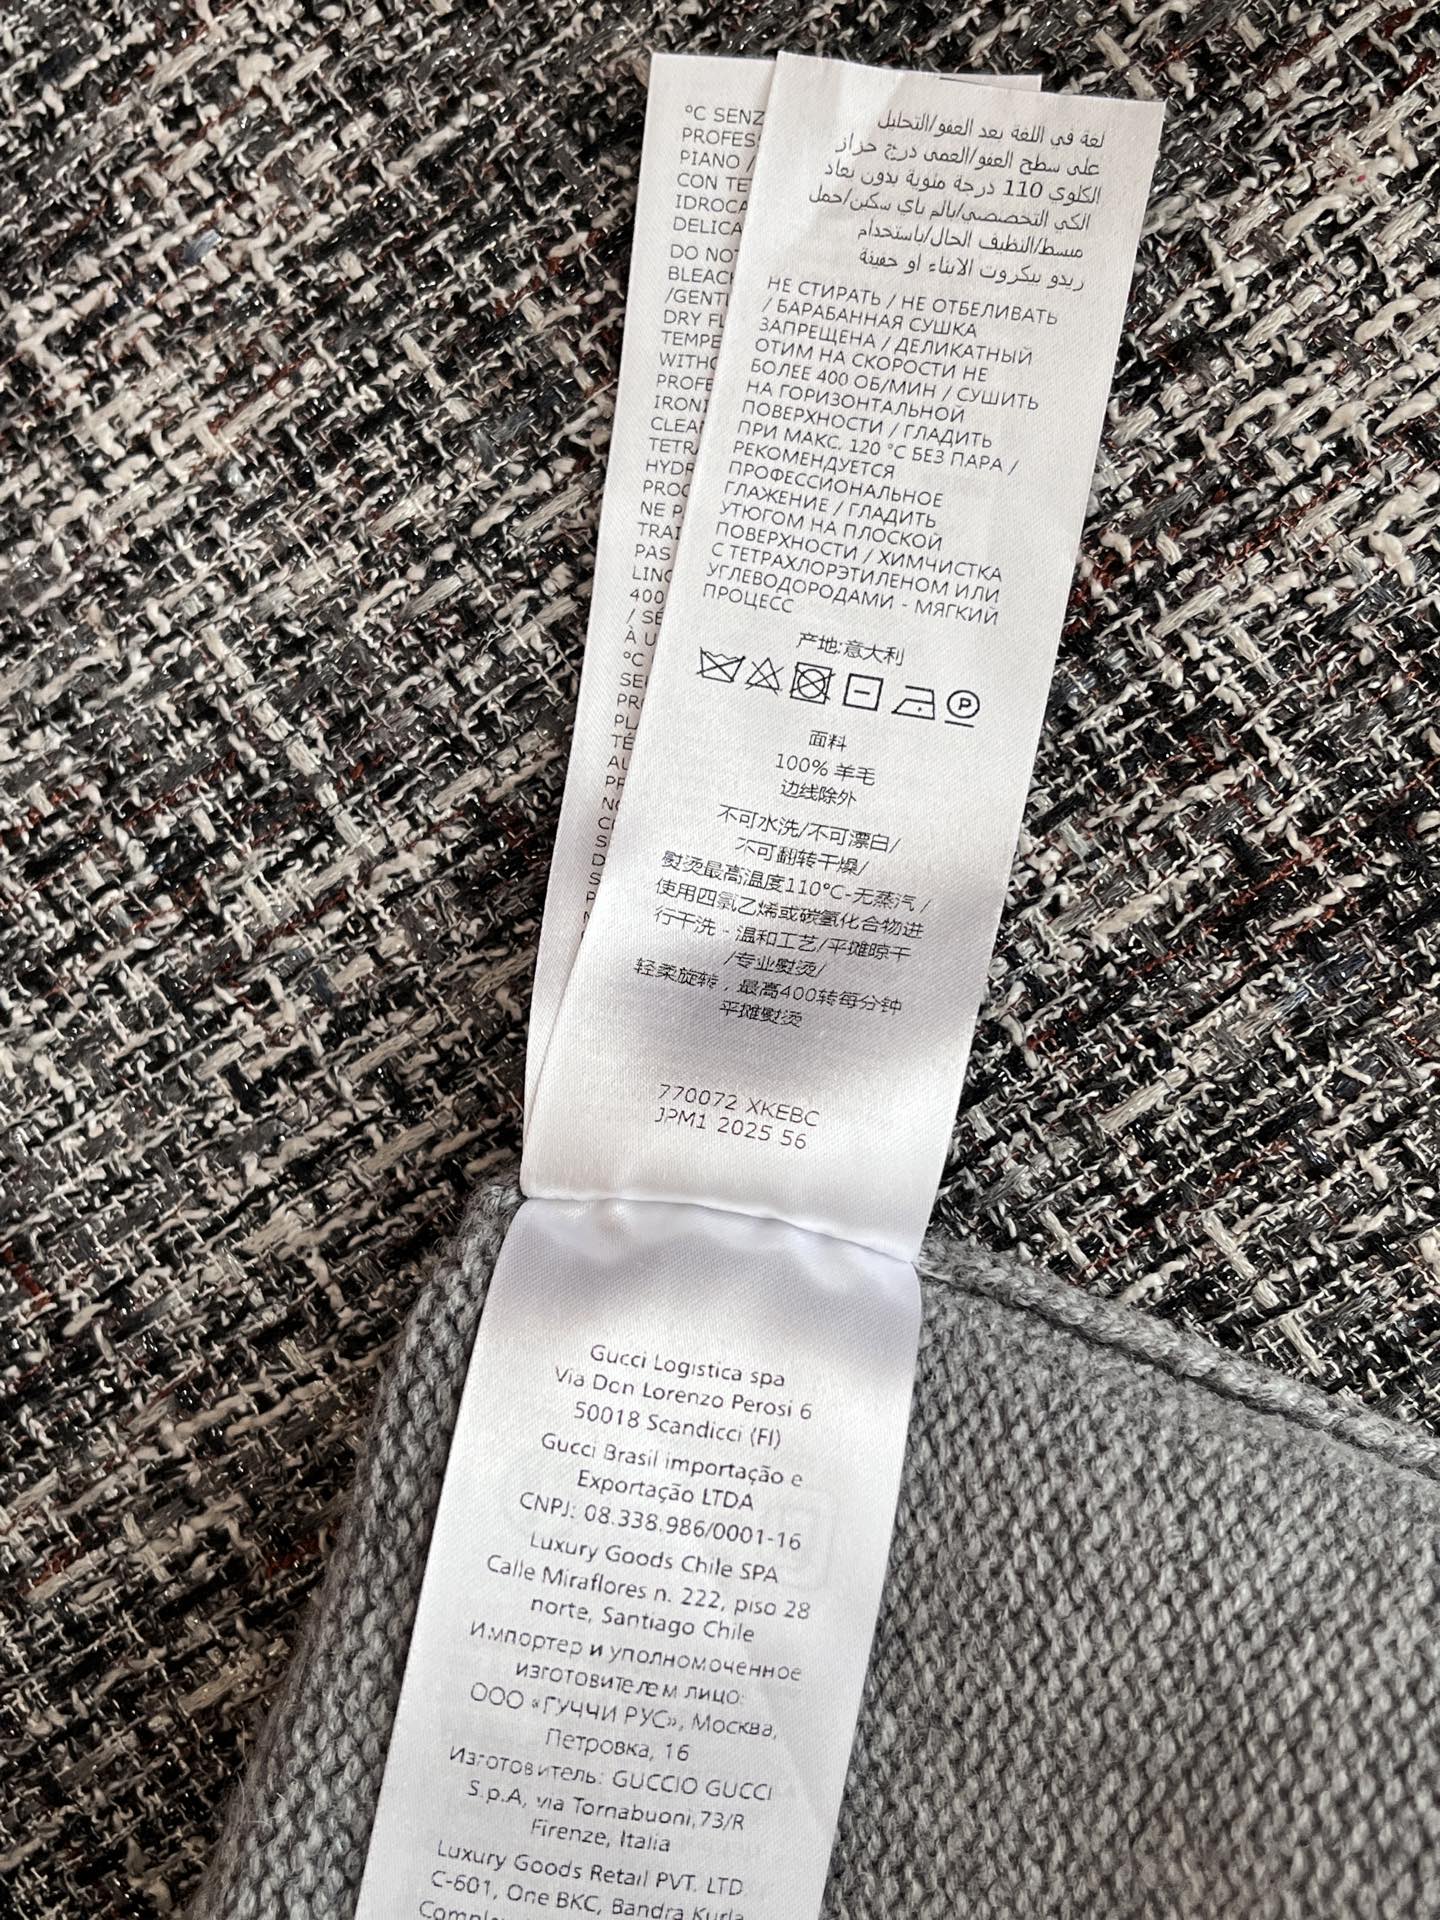 °C SENZ
PROFES
PIANO /
CON TE
IDROCA
DELICA
DO NOT
BLEACH
/GENTL
DRY FL
TEMPE
WITHO
PROFE
IRONI
CLEAN
TETRA
HYDR
PROC
NE P
TRAI
PAS
LING
400
/ SÉ
À U
°C
SE
PR
PL
TÉ
AU
PR
لغة في اللغة بعد العفو/التحليل
على سطح العفو/العمى درج حزاز
الكلوي 110 درجة مئوية بدون نعاد
الكي التخصصي/بالم باي سكين/حمل
مبسط/النظيف الحال/باستخدام
ريدو بيكروت الابناء او حفيفة
НЕ СТИРАТЬ / НЕ ОТБЕЛИВАТЬ
/ БАРАБАННАЯ СУШКА
ЗАПРЕЩЕНА / ДЕЛИКАТНЫЙ
ОТИМ НА СКОРОСТИ НЕ
БОЛЕЕ 400 ОБ/МИН / СУШИТЬ
НА ГОРИЗОНТАЛЬНОЙ
ПОВЕРХНОСТИ / ГЛАДИТЬ
ПРИ МАКС. 120 °C БЕЗ ПАРА /
РЕКОМЕНДУЕТСЯ
ПРОФЕССИОНАЛЬНОЕ
ГЛАЖЕНИЕ / ГЛАДИТЬ
УТЮГОМ НА ПЛОСКОЙ
ПОВЕРХНОСТИ / ХИМЧИСТКА
С ТЕТРАХЛОРЭТИЛЕНОМ ИЛИ
УГЛЕВОДОРОДАМИ - МЯГКИЙ
ПРОЦЕСС
产地:意大利
P
面料
100% 羊毛
边线除外
不可水洗/不可漂白/
不可翻转干燥/
熨烫最高温度110°C-无蒸汽/
使用四氯乙烯或碳氢化合物进
行干洗 - 温和工艺/平摊晾干
/专业熨烫/
轻柔旋转，最高400转每分钟
平摊熨烫
770072 XKEBC
JPM1 2025 56
Gucci Logistica spa
Via Don Lorenzo Perosi 6
50018 Scandicci (FI)
Gucci Brasil importação e
Exportação LTDA
CNPJ: 08.338.986/0001-16
Luxury Goods Chile SPA
Calle Miraflores n. 222, piso 28
norte, Santiago Chile
Импортер и уполномоченное
изготовителем лицо:
ООО «ГУЧЧИ РУС», Москва,
Петровка, 16
Изготовитель: GUCCIO GUCCI
S.p.A, via Tornabuoni,73/R
Firenze, Italia
Luxury Goods Retail PVT. LTD
C-601, One BKC, Bandra Kurla